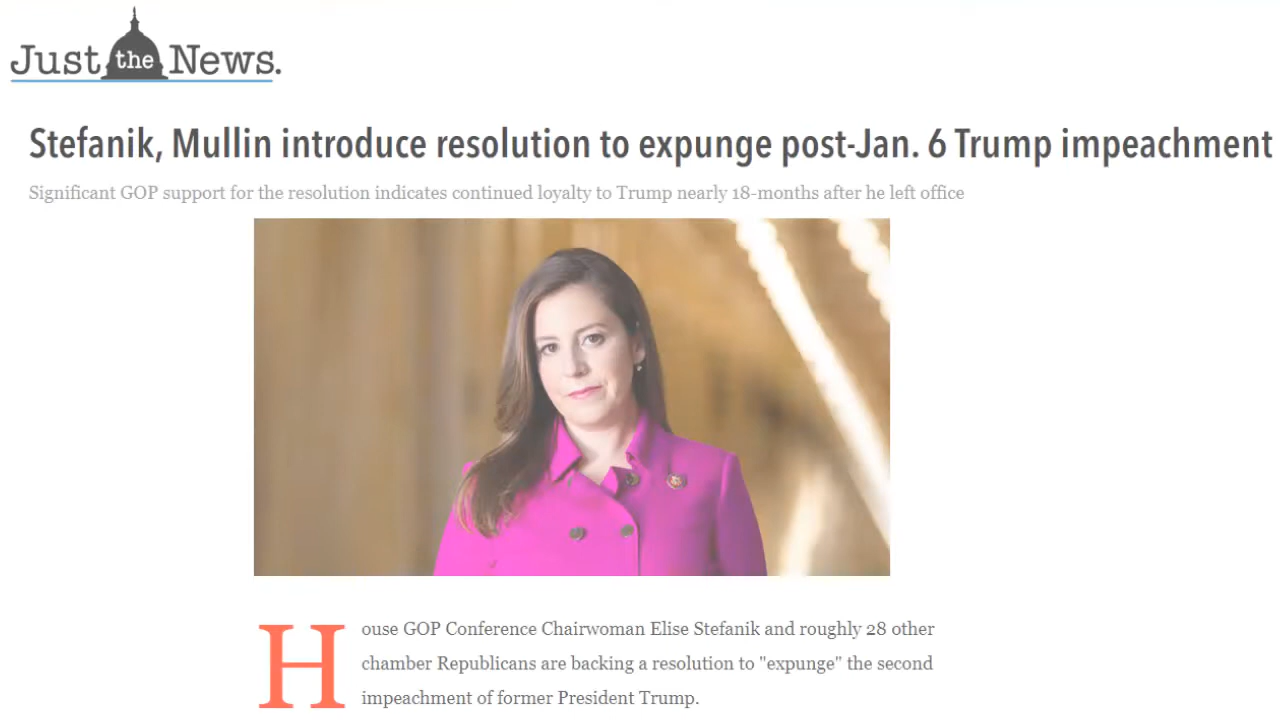 Just the News.
Stefanik, Mullin introduce resolution to expunge post-Jan. 6 Trump impeachment
Significant GOP support for the resolution indicates continued loyalty to Trump nearly 18-months after he left office
House GOP Conference Chairwoman Elise Stefanik and roughly 28 other
chamber Republicans are backing a resolution to "expunge" the second
impeachment of former President Trump.